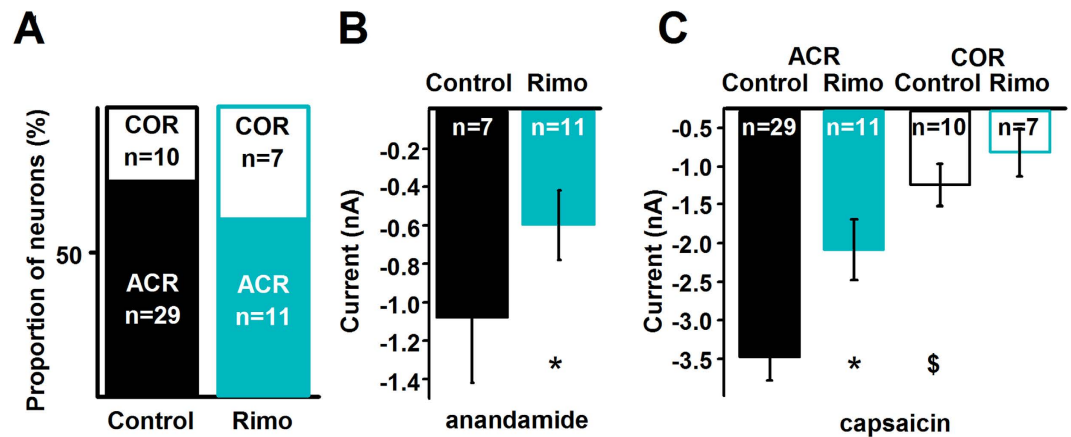 A
Proportion of neurons (%)
50
COR
n=10
ACR
n=29
COR
n=7
ACR
n=11
Control
Rimo
B
Control
Rimo
n=7
n=11
Current (nA)
-0.2
-0.4
-0.6
-0.8
-1.0
-1.2
-1.4
*
anandamide
C
ACR
COR
Control
Rimo
Control
Rimo
n=29
n=11
n=10
n=7
Current (nA)
-0.5
-1.0
-1.5
-2.0
-2.5
-3.0
-3.5
*
$
capsaicin